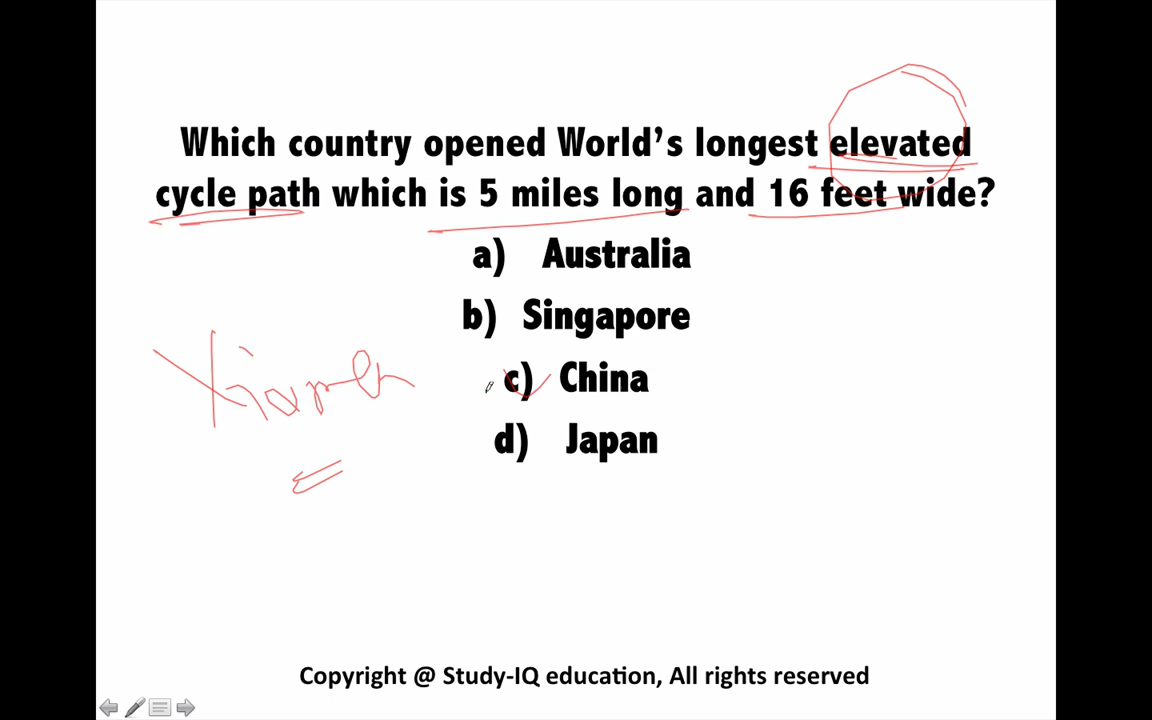 Which country opened World's longest elevated
cycle path which is 5 miles long and 16 feet wide?
a) Australia
b) Singapore
c) China
d) Japan
Xiamen
Copyright @ Study-IQ education, All rights reserved